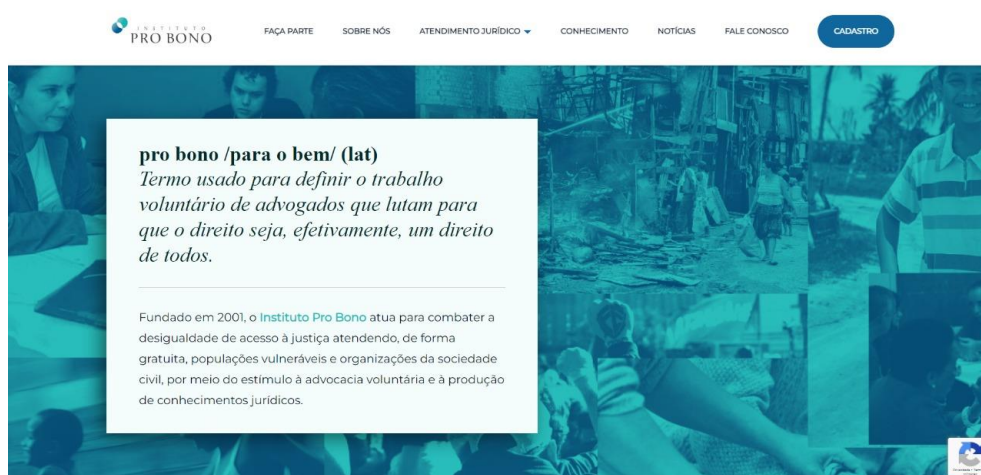 INSTITUTO
PRO BONO
FAÇA PARTE
SOBRE NÓS
ATENDIMENTO JURÍDICO
CONHECIMENTO
NOTÍCIAS
FALE CONOSCO
CADASTRO
pro bono /para o bem/ (lat)
Termo usado para definir o trabalho
voluntário de advogados que lutam para
que o direito seja, efetivamente, um direito
de todos.
Fundado em 2001, o Instituto Pro Bono atua para combater a
desigualdade de acesso à justiça atendendo, de forma
gratuita, populações vulneráveis e organizações da sociedade
civil, por meio do estímulo à advocacia voluntária e à produção
de conhecimentos jurídicos.